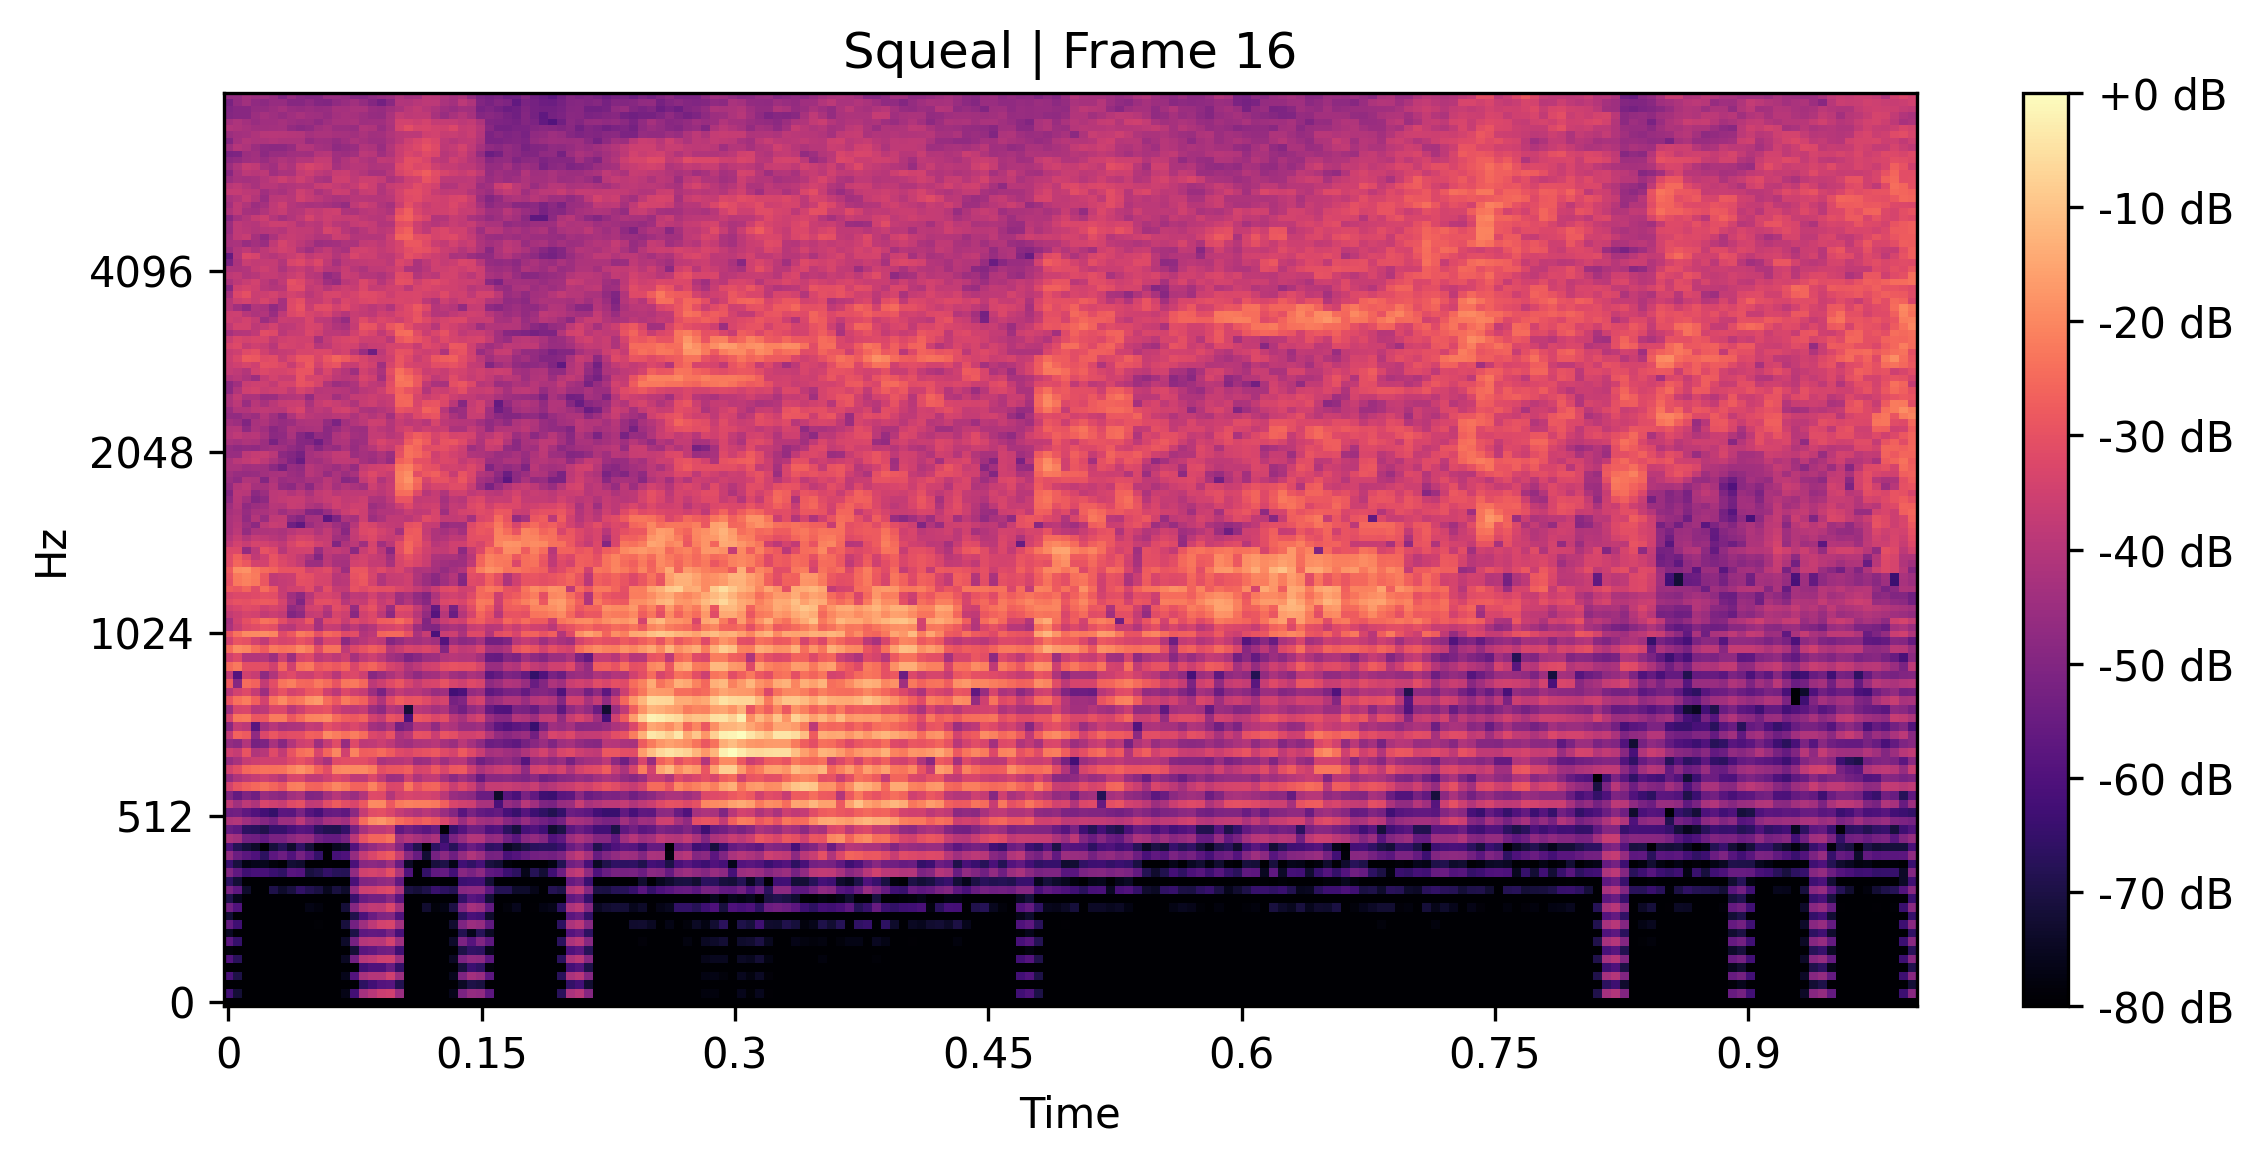 Squeal | Frame 16
Hz
4096
2048
1024
512
0
0 0.15 0.3 0.45 0.6 0.75 0.9
Time
+0 dB
-10 dB
-20 dB
-30 dB
-40 dB
-50 dB
-60 dB
-70 dB
-80 dB